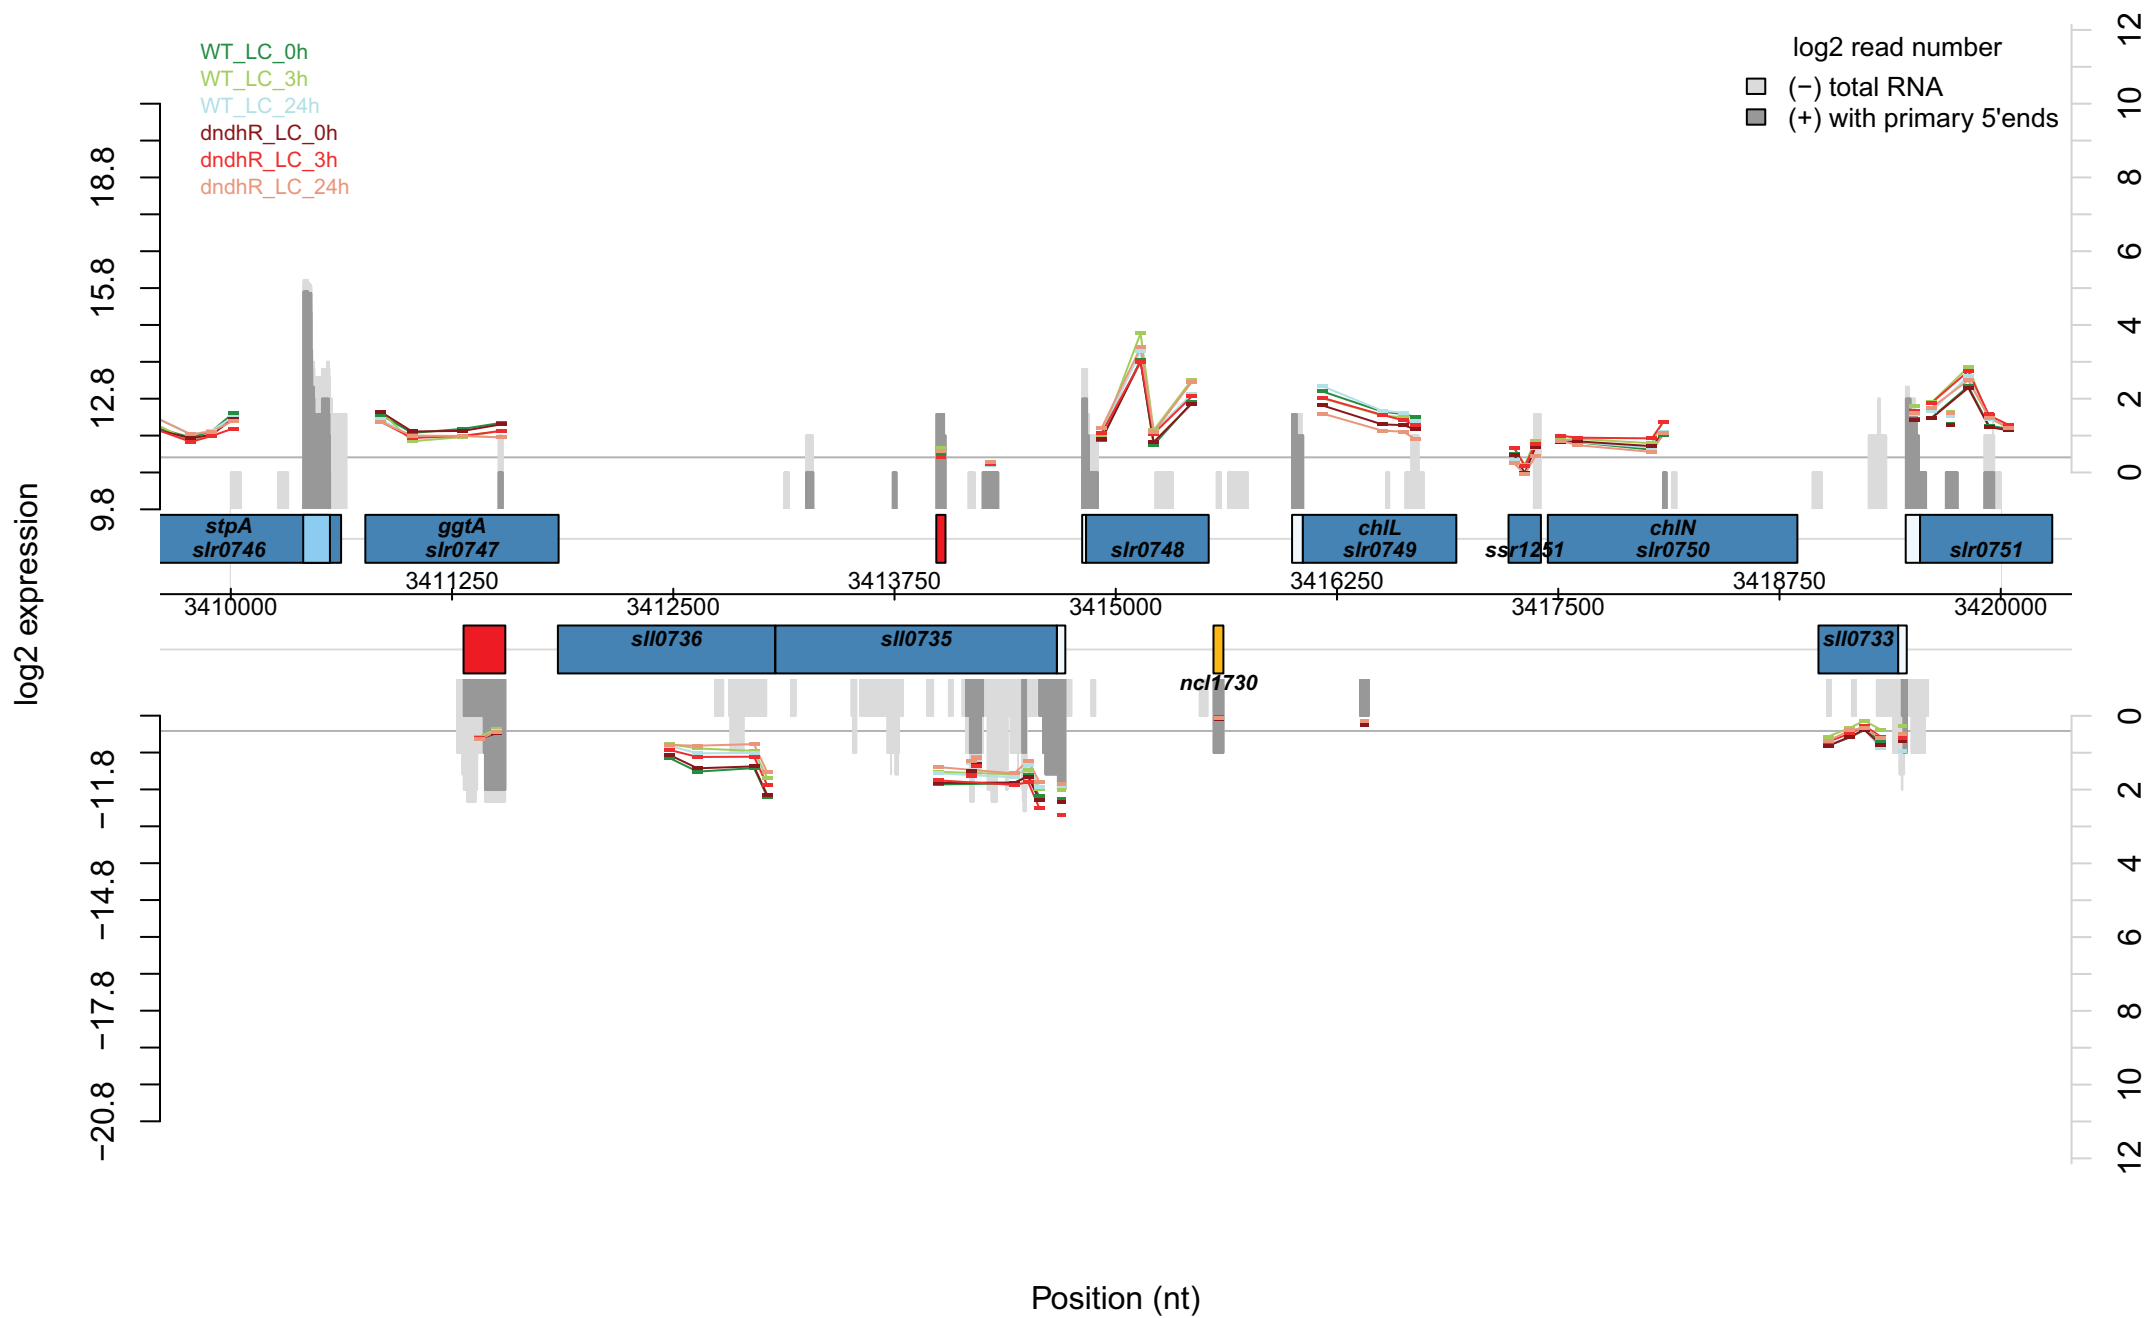 WT_LC_0h
WT_LC_3h
WT_LC_24h
dndhR_LC_0h
dndhR_LC_3h
dndhR_LC_24h
log2 read number
(−) total RNA
(+) with primary 5'ends
log2 expression
18.8
15.8
12.8
9.8
12
10
8
6
4
2
0
stpA
slr0746
ggtA
slr0747
slr0748
chlL
slr0749
ssr1251
chlN
slr0750
slr0751
3411250
3413750
3416250
3418750
3410000
3412500
3415000
3417500
3420000
sll0736
sll0735
ncl1730
sll0733
−11.8
−14.8
−17.8
−20.8
0
2
4
6
8
10
12
Position (nt)